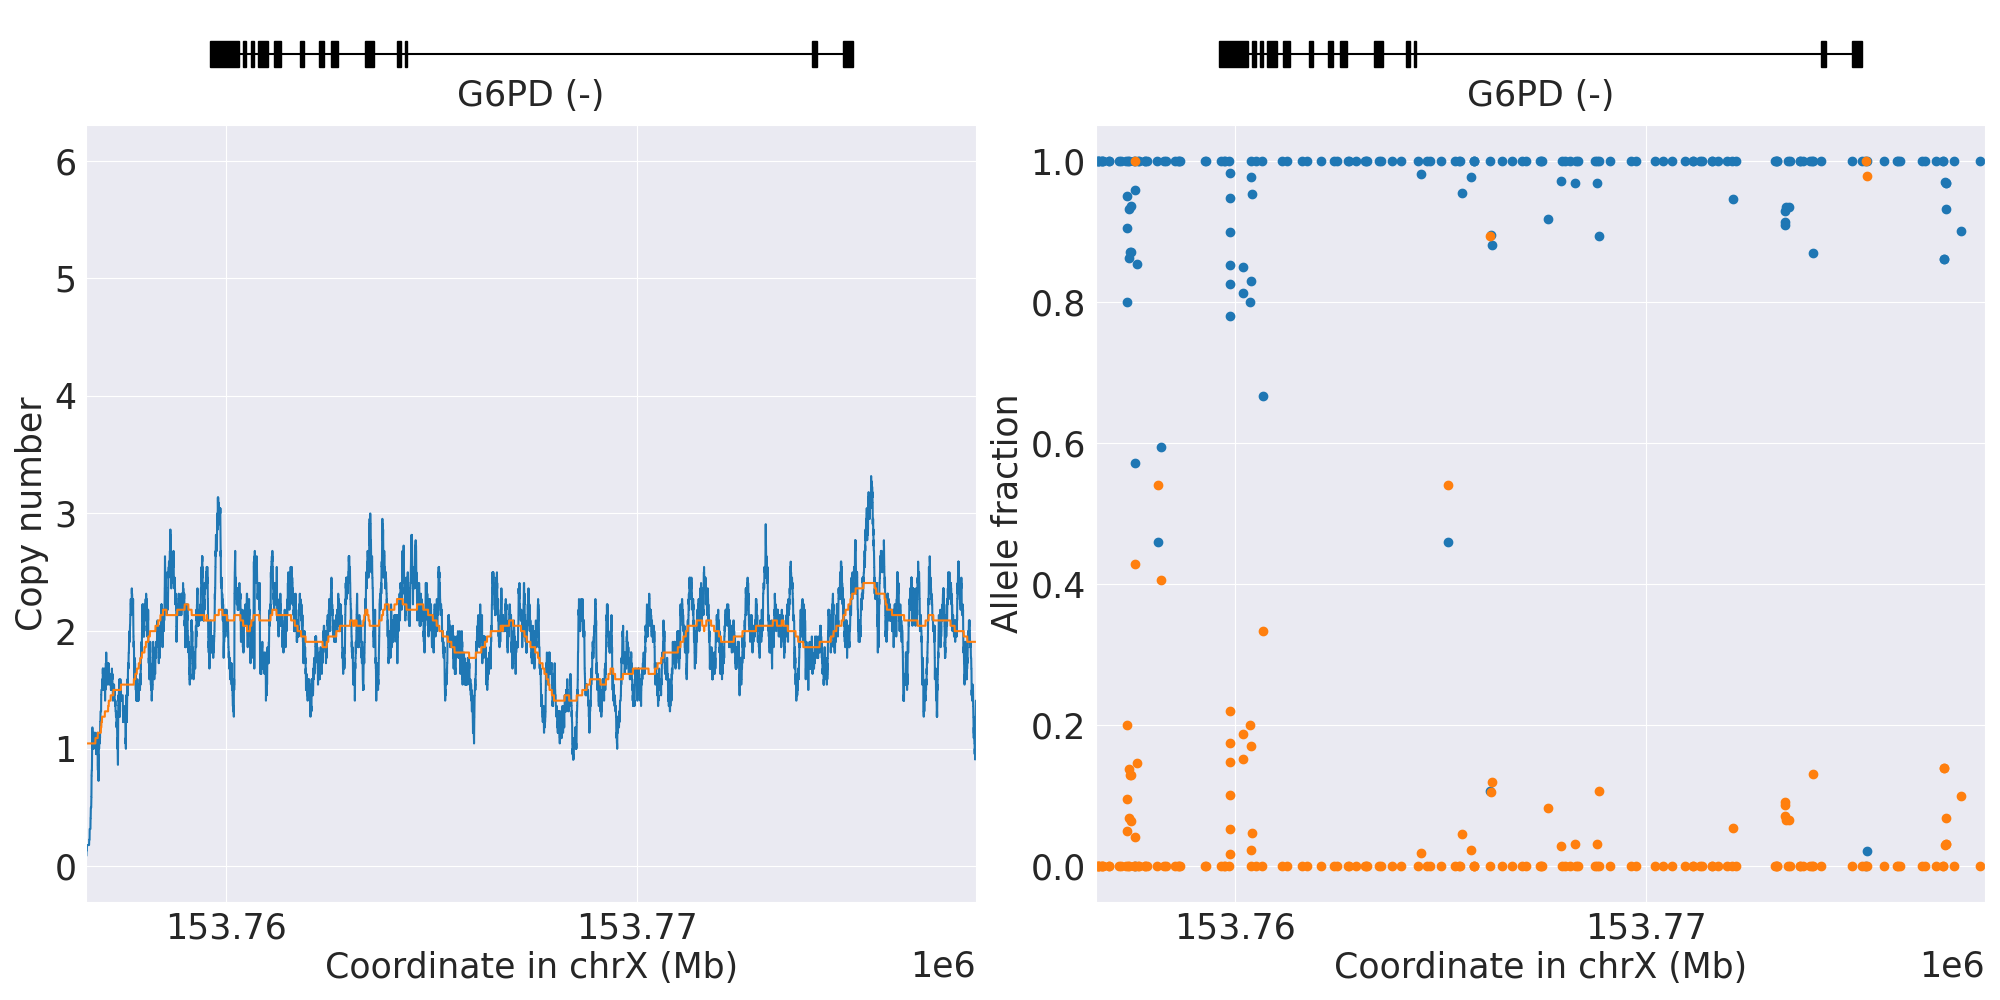 G6PD (-)
6
5
4
3
2
1
0
Copy number
153.76
153.77
Coordinate in chrX (Mb)
1e6
G6PD (-)
1.0
0.8
0.6
0.4
0.2
0.0
Allele fraction
153.76
153.77
Coordinate in chrX (Mb)
1e6